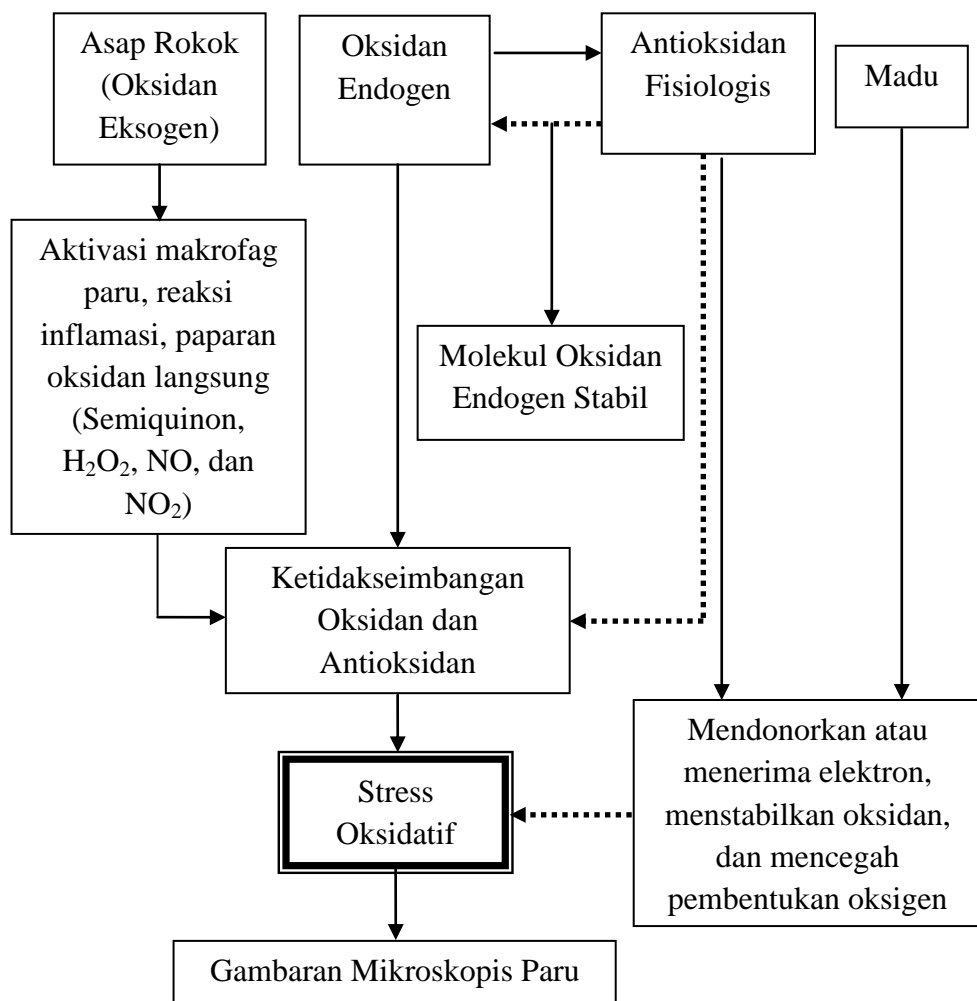 Asap Rokok
(Oksidan
Eksogen)
Oksidan
Endogen
Antioksidan
Fisiologis
Madu
Aktivasi makrofag
paru, reaksi
inflamasi, paparan
oksidan langsung
(Semiquinon,
H₂O₂, NO, dan
NO₂)
Molekul Oksidan
Endogen Stabil
Ketidakseimbangan
Oksidan dan
Antioksidan
Mendonorkan atau
menerima elektron,
menstabilkan oksidan,
dan mencegah
pembentukan oksigen
Stress
Oksidatif
Gambaran Mikroskopis Paru